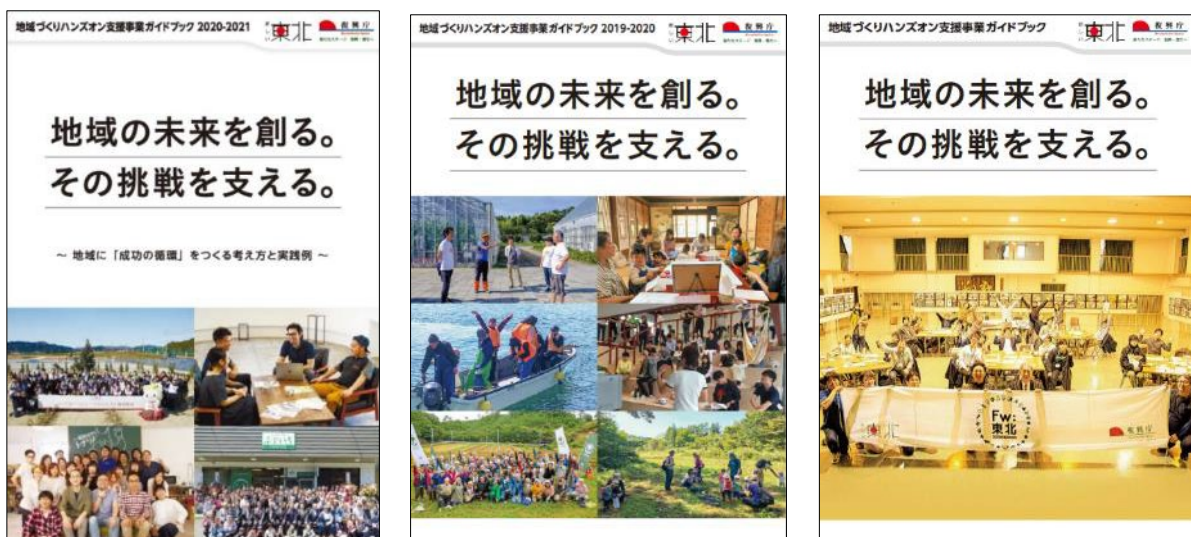 地域づくりハンズオン支援事業ガイドブック 2020-2021
東北
復興庁
地域の未来を創る。
その挑戦を支える。
～ 地域に「成功の循環」をつくる考え方と実践例 ～
地域づくりハンズオン支援事業ガイドブック 2019-2020
東北
復興庁
地域の未来を創る。
その挑戦を支える。
地域づくりハンズオン支援事業ガイドブック
東北
復興庁
地域の未来を創る。
その挑戦を支える。
東北
Fw:
東北
復興庁